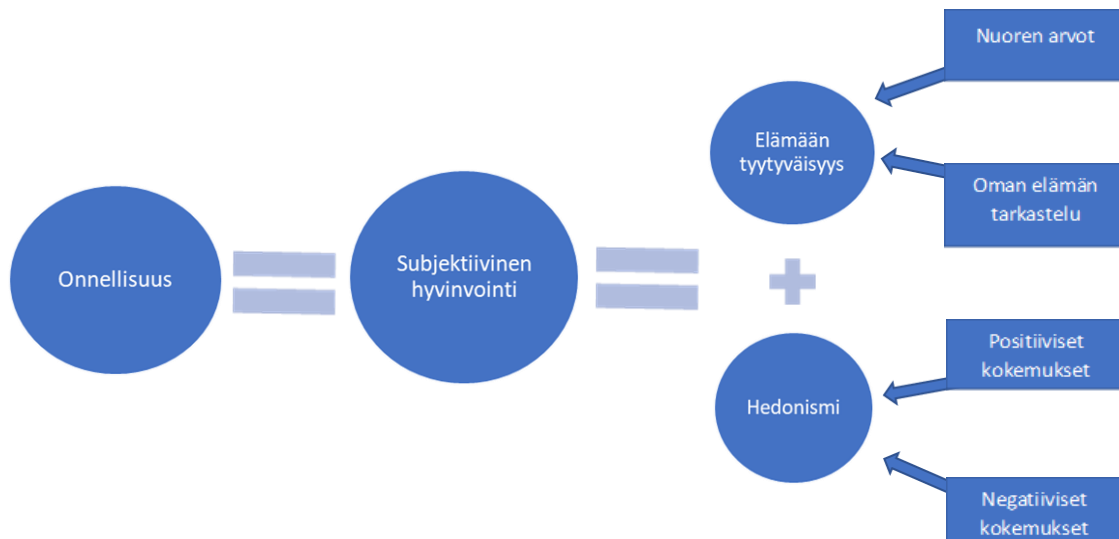 Onnellisuus
Subjektiivinen
hyvinvointi
Elämään
tyytyväisyys
Nuoren arvot
Oman elämän
tarkastelu
Hedonismi
Positiiviset
kokemukset
Negatiiviset
kokemukset